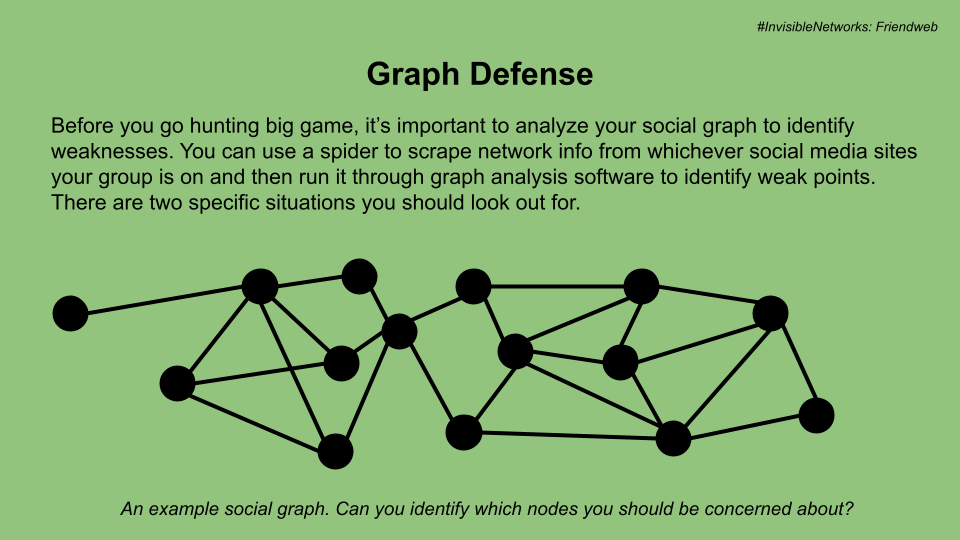 #InvisibleNetworks: Friendweb
Graph Defense
Before you go hunting big game, it’s important to analyze your social graph to identify
weaknesses. You can use a spider to scrape network info from whichever social media sites
your group is on and then run it through graph analysis software to identify weak points.
There are two specific situations you should look out for.
An example social graph. Can you identify which nodes you should be concerned about?